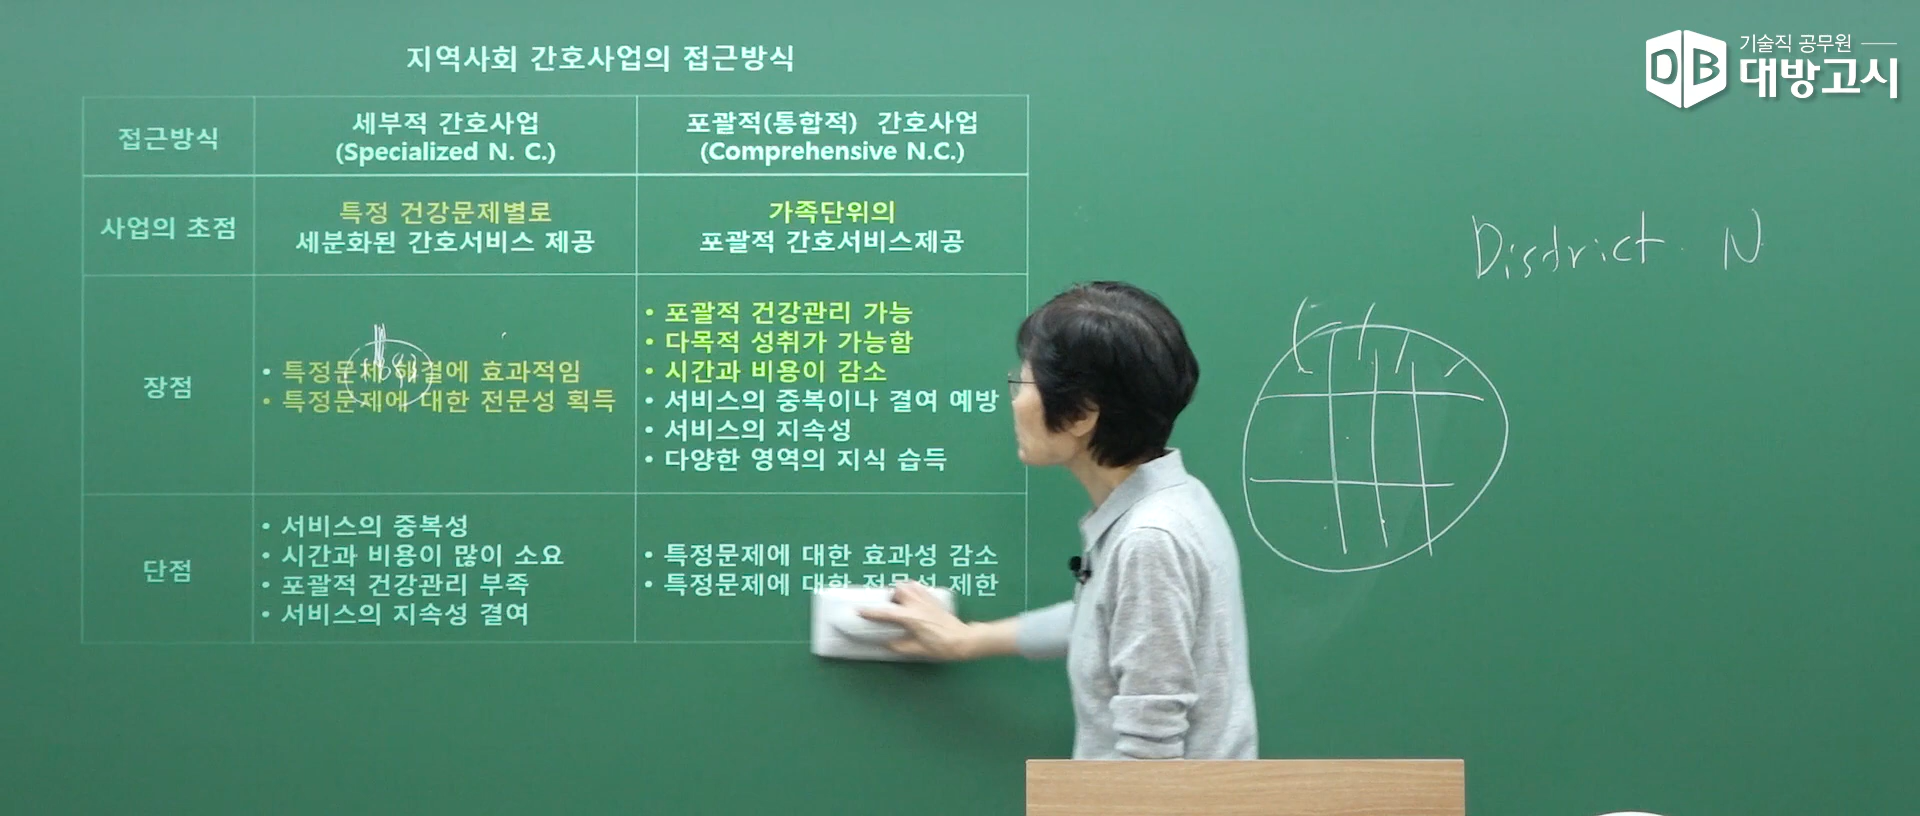 지역사회 간호사업의 접근방식
기술직 공무원
대방고시
DB
접근방식
세부적 간호사업
(Specialized N. C.)
포괄적(통합적) 간호사업
(Comprehensive N.C.)
사업의 초점
특정 건강문제별로
세분화된 간호서비스 제공
가족단위의
포괄적 간호서비스제공
장점
• 특정문제 해결에 효과적임
• 특정문제에 대한 전문성 획득
• 포괄적 건강관리 가능
• 다목적 성취가 가능함
• 시간과 비용이 감소
• 서비스의 중복이나 결여 예방
• 서비스의 지속성
• 다양한 영역의 지식 습득
단점
• 서비스의 중복성
• 시간과 비용이 많이 소요
• 포괄적 건강관리 부족
• 서비스의 지속성 결여
• 특정문제에 대한 효과성 감소
• 특정문제에 대한 전문성 제한
District. N